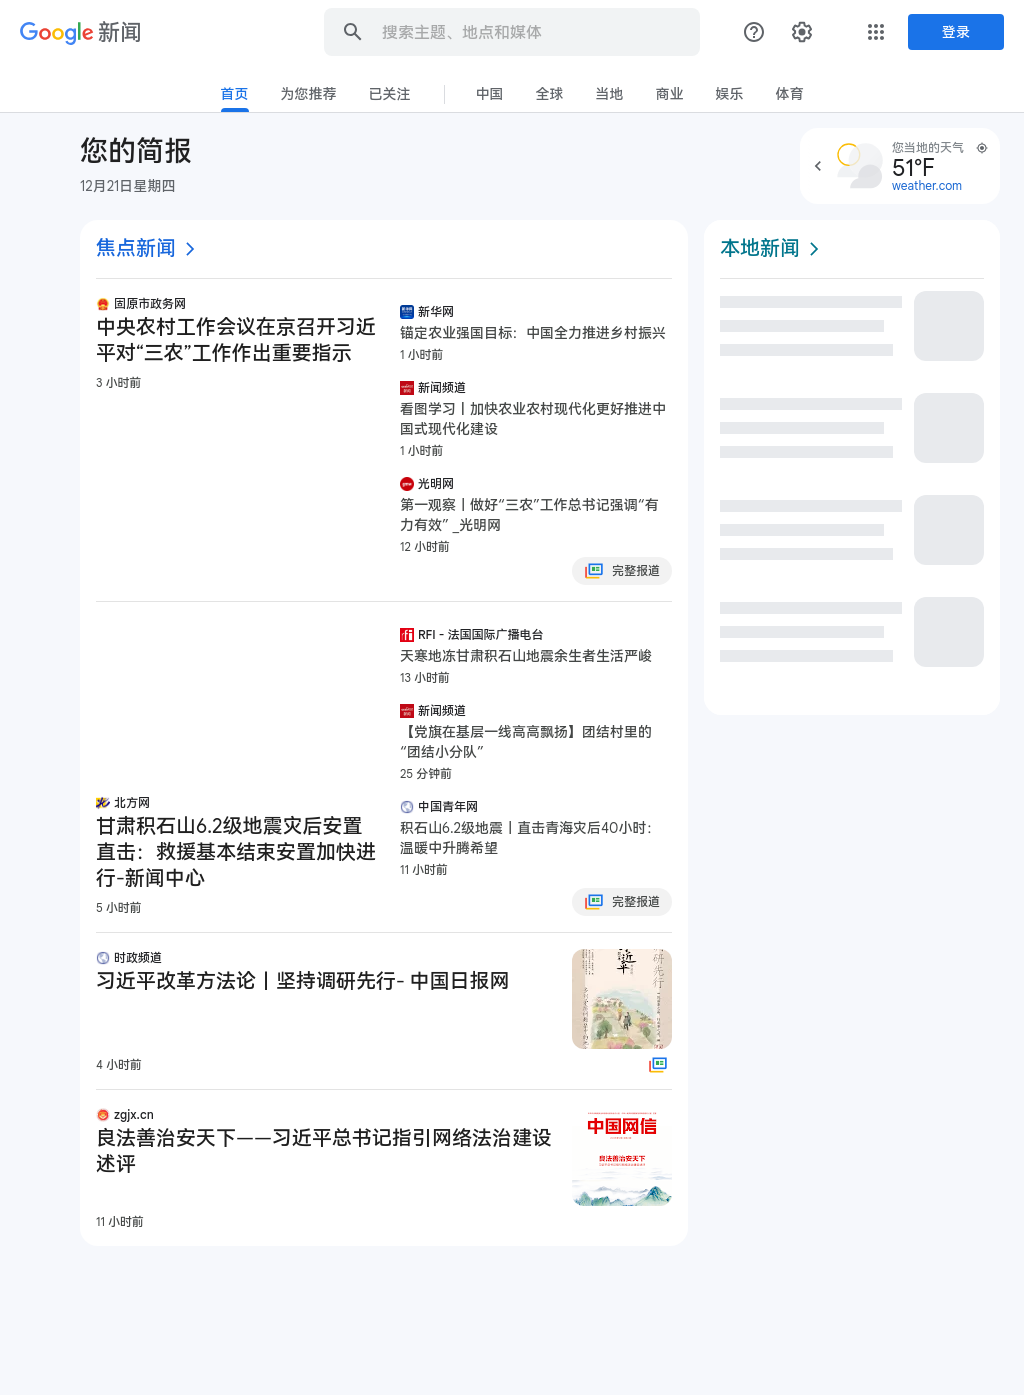 Google 新闻
搜索主题、地点和媒体
登录
首页
为您推荐
已关注
中国
全球
当地
商业
娱乐
体育
您的简报
12月21日星期四
您当地的天气
51°F
weather.com
焦点新闻
固原市政务网
中央农村工作会议在京召开习近
平对“三农”工作作出重要指示
3 小时前
新华网
锚定农业强国目标：中国全力推进乡村振兴
1 小时前
新闻频道
看图学习丨加快农业农村现代化更好推进中
国式现代化建设
1 小时前
光明网
第一观察丨做好“三农”工作总书记强调“有
力有效” _光明网
12 小时前
完整报道
北方网
甘肃积石山6.2级地震灾后安置
直击：救援基本结束安置加快进
行-新闻中心
5 小时前
RFI - 法国国际广播电台
天寒地冻甘肃积石山地震余生者生活严峻
13 小时前
新闻频道
【党旗在基层一线高高飘扬】团结村里的
“团结小分队”
25 分钟前
中国青年网
积石山6.2级地震丨直击青海灾后40小时：
温暖中升腾希望
11 小时前
完整报道
时政频道
习近平改革方法论丨坚持调研先行- 中国日报网
4 小时前
研先行
zgjx.cn
良法善治安天下——习近平总书记指引网络法治建设
述评
11 小时前
中国网信
良法善治安天下
本地新闻